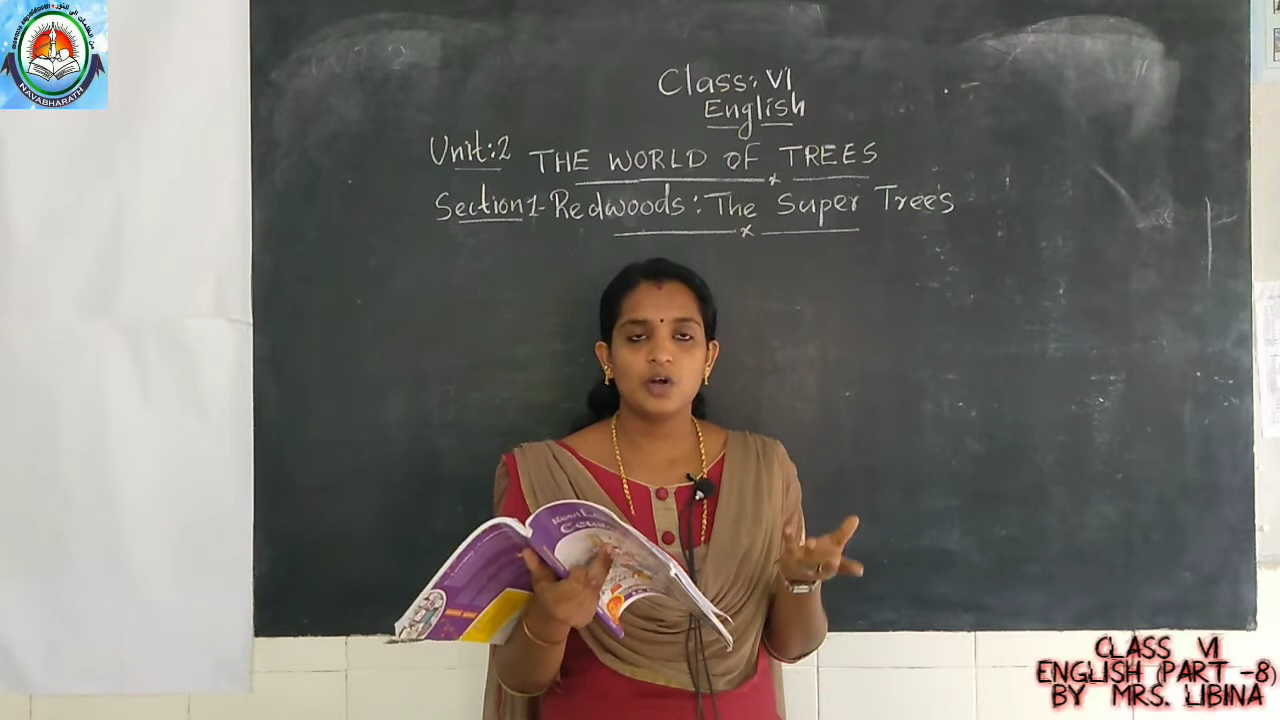 NAVABHARATH
Class: VI
English
Unit:2 THE WORLD OF TREES
Section 1- Redwoods: The Super Trees
CLASS VI
ENGLISH (PART -8)
BY MRS. LIBINA